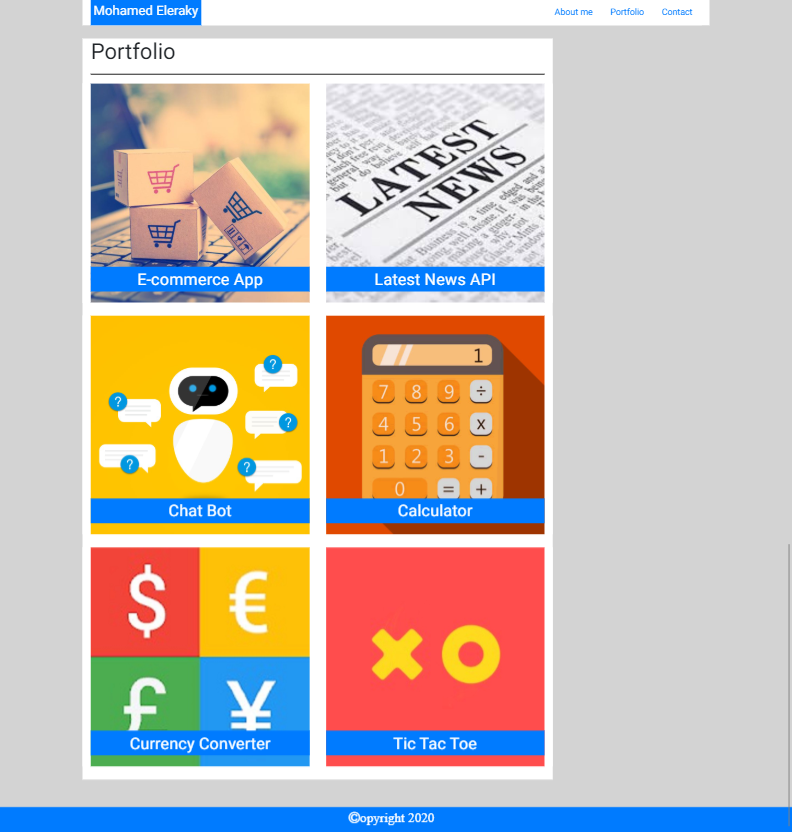 Mohamed Eleraky
About me Portfolio Contact
Portfolio
LATEST
NEWS
E-commerce App
Latest News API
?
?
?
?
?
Chat Bot
1
7 8 9 ÷
4 5 6 x
1 2 3 -
0 = +
Calculator
$ €
£ ¥
Currency Converter
Tic Tac Toe
©opyright 2020